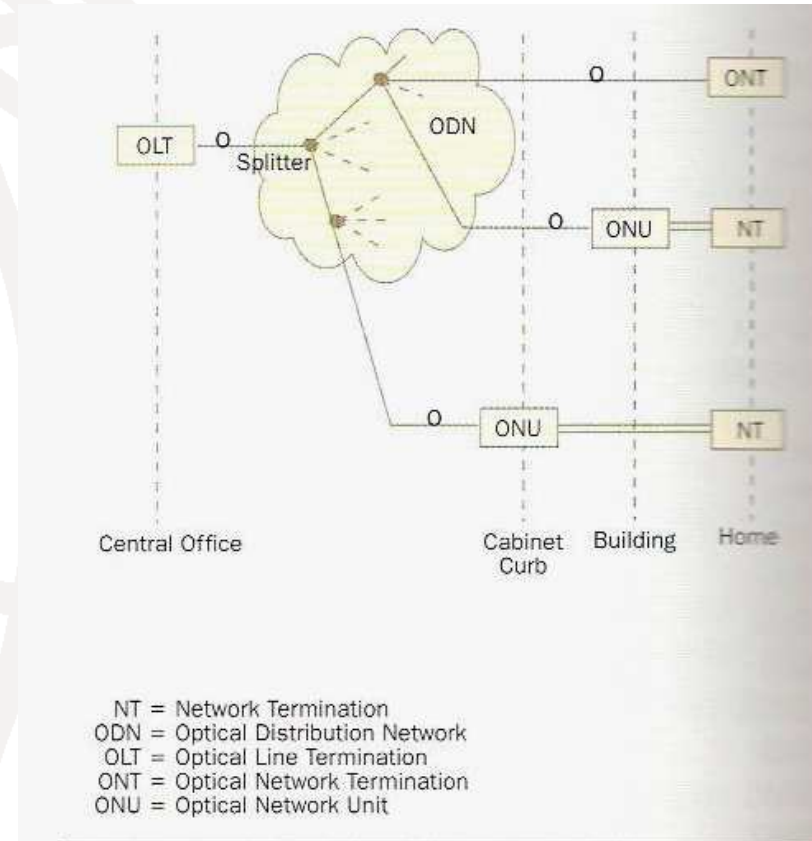 O
ONT
ODN
OLT
O
Splitter
O
ONU
NT
O
ONU
NT
Central Office
Cabinet
Curb
Building
Home
NT = Network Termination
ODN = Optical Distribution Network
OLT = Optical Line Termination
ONT = Optical Network Termination
ONU = Optical Network Unit